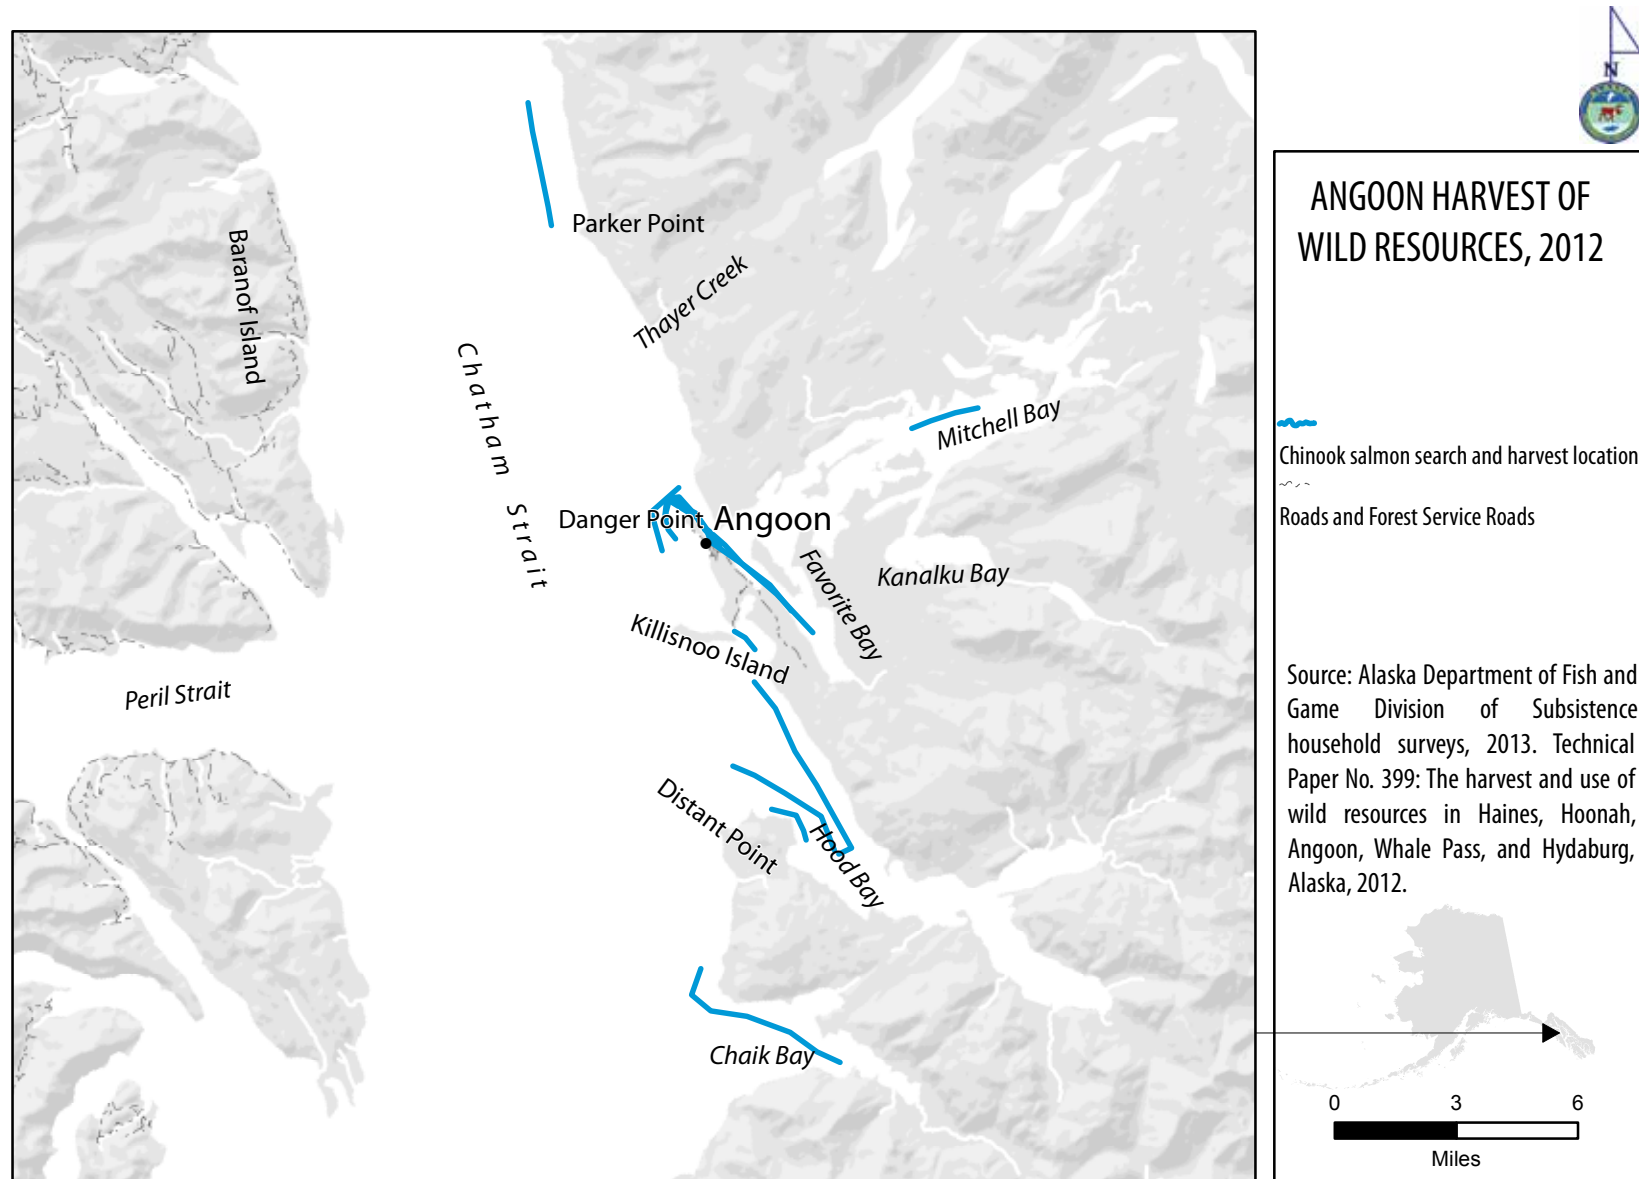 N
ANGOON HARVEST OF
WILD RESOURCES, 2012
Parker Point
Baranof Island
Thayer Creek
Chatham Strait
Mitchell Bay
Danger Point
Angoon
Kanalku Bay
Favorite Bay
Killisnoo Island
Peril Strait
Distant Point
Hood Bay
Chaik Bay
Chinook salmon search and harvest location
Roads and Forest Service Roads
Source: Alaska Department of Fish and
Game Division of Subsistence
household surveys, 2013. Technical
Paper No. 399: The harvest and use of
wild resources in Haines, Hoonah,
Angoon, Whale Pass, and Hydaburg,
Alaska, 2012.
0 3 6
Miles